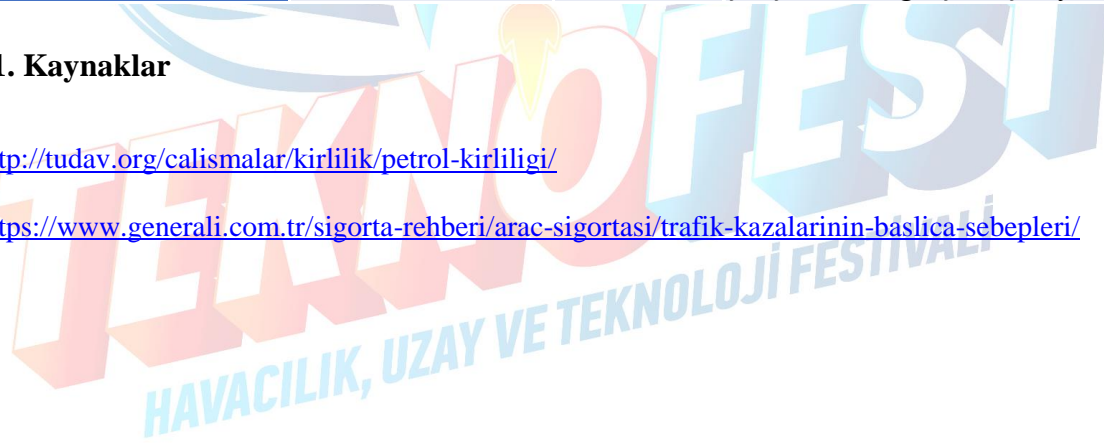 1. Kaynaklar
tp://tudav.org/calismalar/kirlilik/petrol-kirliligi/
tps://www.generali.com.tr/sigorta-rehberi/arac-sigortasi/trafik-kazalarinin-baslica-sebepleri/
TEKNOFEST
HAVACILIK, UZAY VE TEKNOLOJİ FESTİVALİ